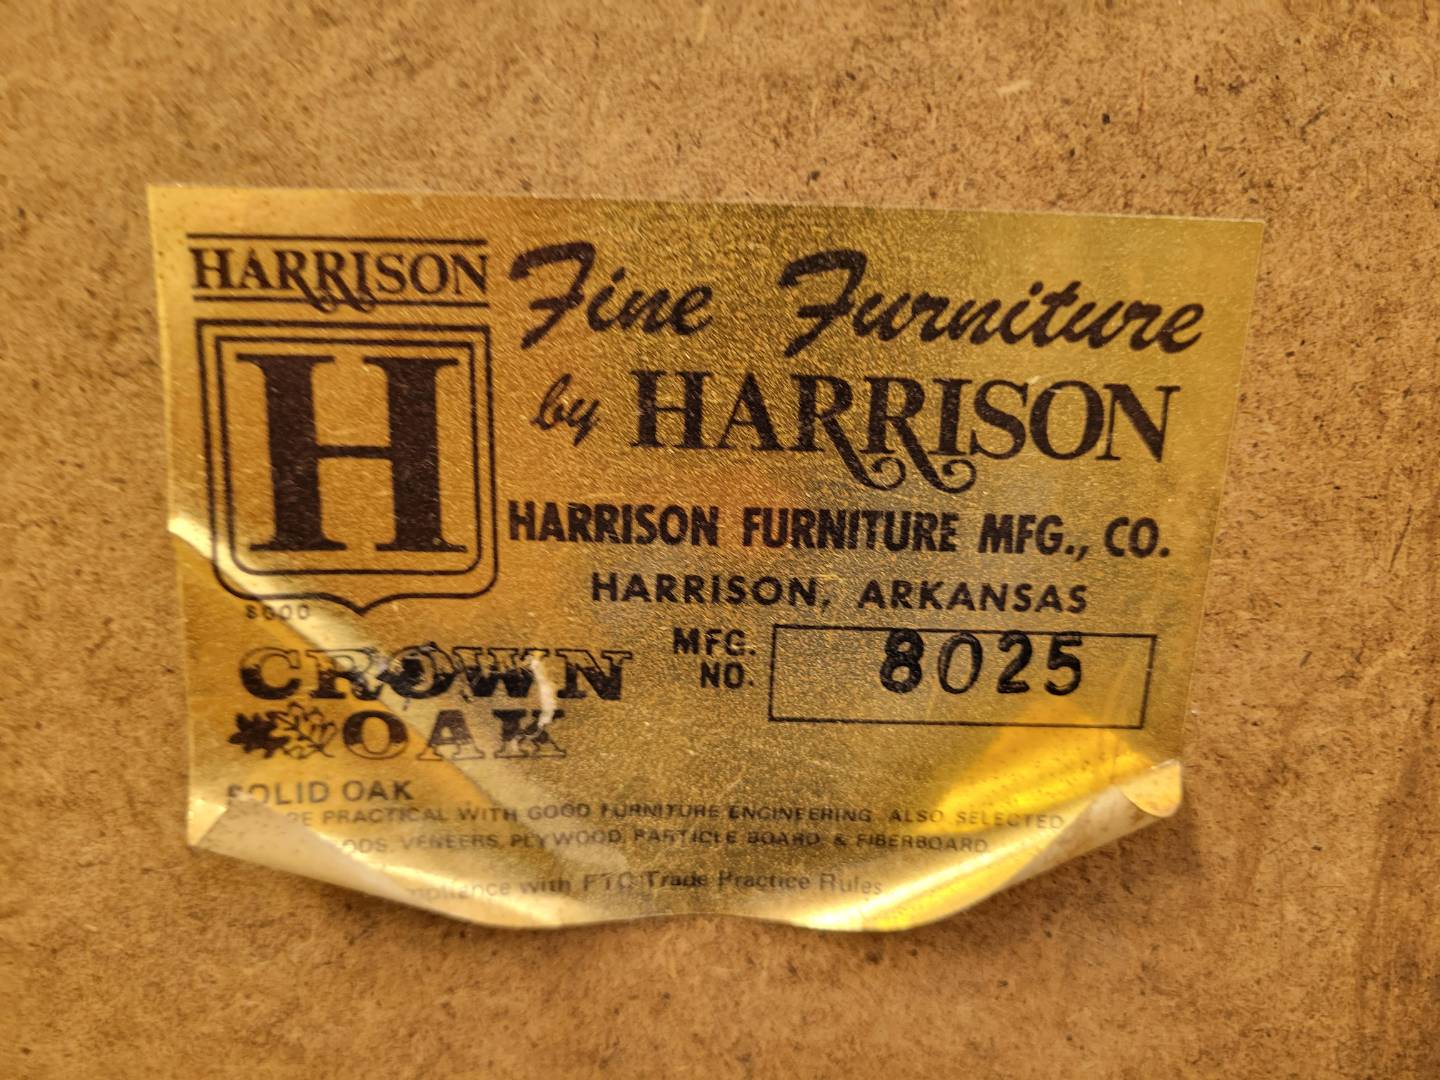 HARRISON
H
8000
Fine Furniture
by HARRISON
HARRISON FURNITURE MFG., CO.
HARRISON, ARKANSAS
MFG. NO. 8025
CROWN
OAK
SOLID OAK
PRACTICAL WITH GOOD FURNITURE ENGINEERING. ALSO SELECTED
VENEERS, PLYWOOD, PARTICLE BOARD & FIBERBOARD
with FTC Trade Practice Rules